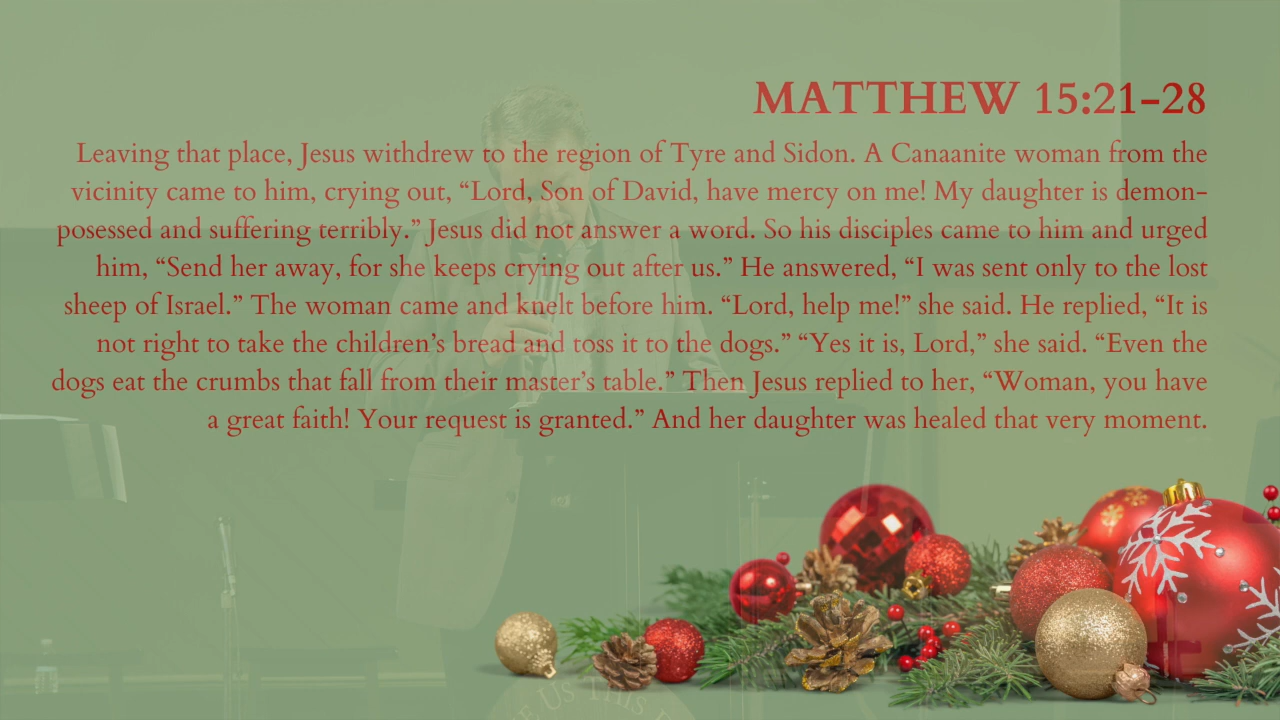 MATTHEW 15:21-28
Leaving that place, Jesus withdrew to the region of Tyre and Sidon. A Canaanite woman from the
vicinity came to him, crying out, “Lord, Son of David, have mercy on me! My daughter is demon-
posessed and suffering terribly.” Jesus did not answer a word. So his disciples came to him and urged
him, “Send her away, for she keeps crying out after us.” He answered, “I was sent only to the lost
sheep of Israel.” The woman came and knelt before him. “Lord, help me!” she said. He replied, “It is
not right to take the children’s bread and toss it to the dogs.” “Yes it is, Lord,” she said. “Even the
dogs eat the crumbs that fall from their master’s table.” Then Jesus replied to her, “Woman, you have
a great faith! Your request is granted.” And her daughter was healed that very moment.
Us This